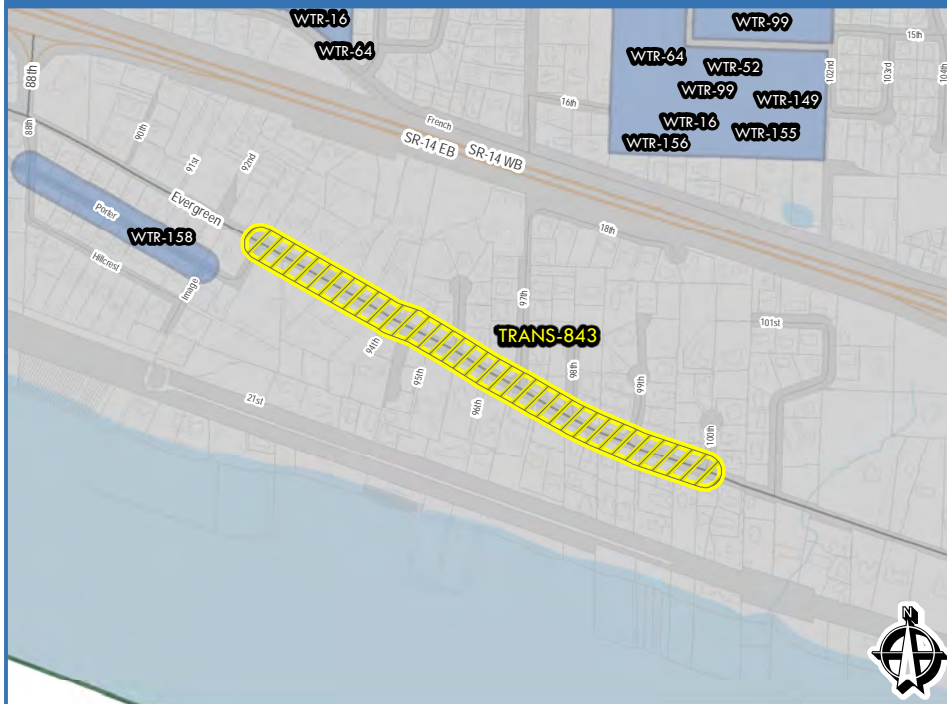 WTR-16
WTR-64
WTR-99
15th
WTR-64
WTR-52
102nd
103rd
104th
88th
WTR-99
WTR-149
16th
WTR-16
WTR-155
WTR-156
88th
90th
French
SR-14 EB
SR-14 WB
91st
92nd
Evergreen
Porter
WTR-158
Hillcrest
Image
18th
97th
101st
TRANS-843
94th
95th
96th
98th
99th
21st
100th
N